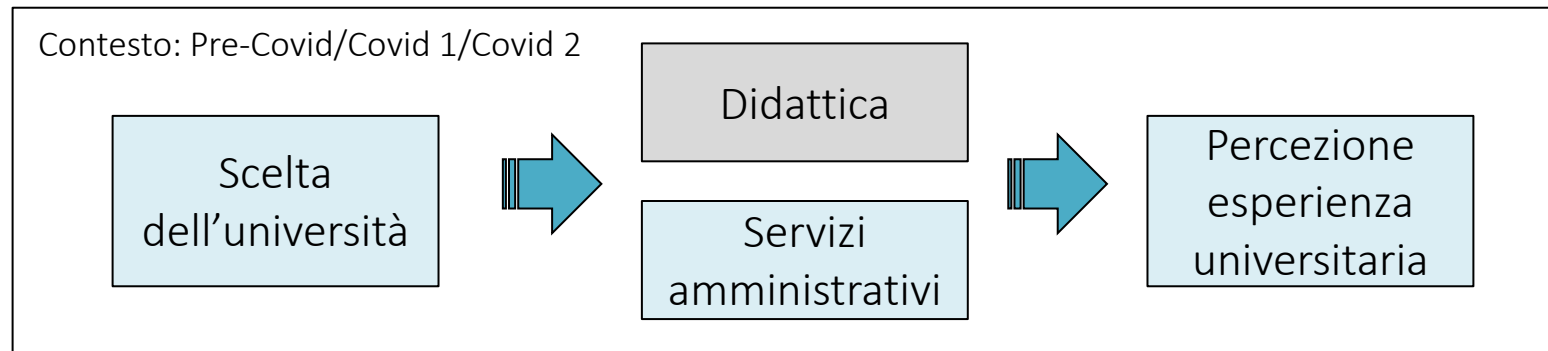 Contesto: Pre-Covid/Covid 1/Covid 2
Scelta
dell’università
Didattica
Servizi
amministrativi
Percezione
esperienza
universitaria